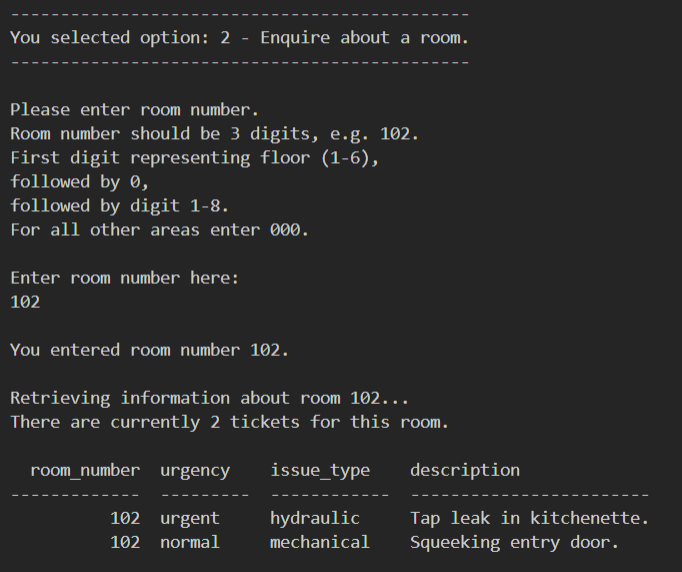 ----------------------------------------------
You selected option: 2 - Enquire about a room.
----------------------------------------------
Please enter room number.
Room number should be 3 digits, e.g. 102.
First digit representing floor (1-6),
followed by 0,
followed by digit 1-8.
For all other areas enter 000.
Enter room number here:
102
You entered room number 102.
Retrieving information about room 102...
There are currently 2 tickets for this room.
  room_number  urgency    issue_type    description
-------------  ---------  ------------  ------------------------
          102  urgent     hydraulic     Tap leak in kitchenette.
          102  normal     mechanical    Squeeking entry door.